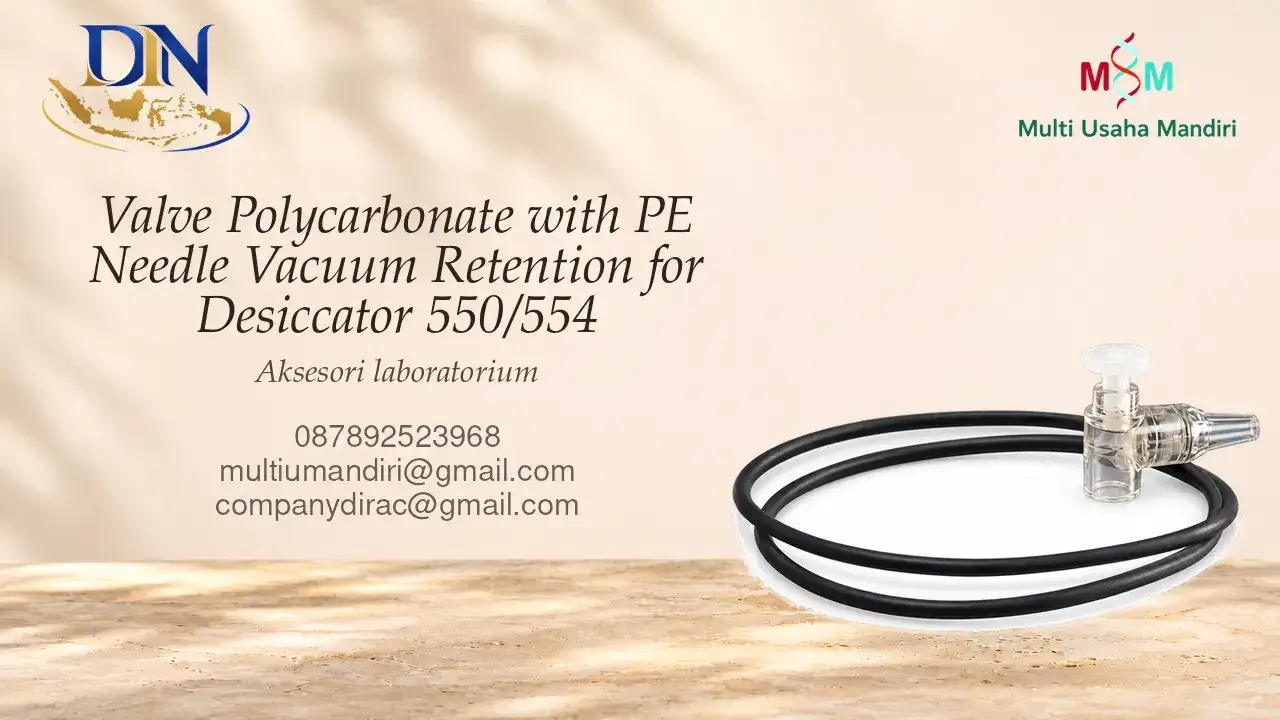 DIN
MSM
Multi Usaha Mandiri
Valve Polycarbonate with PE
Needle Vacuum Retention for
Desiccator 550/554
Aksesori laboratorium
087892523968
multiumandiri@gmail.com
companydirac@gmail.com